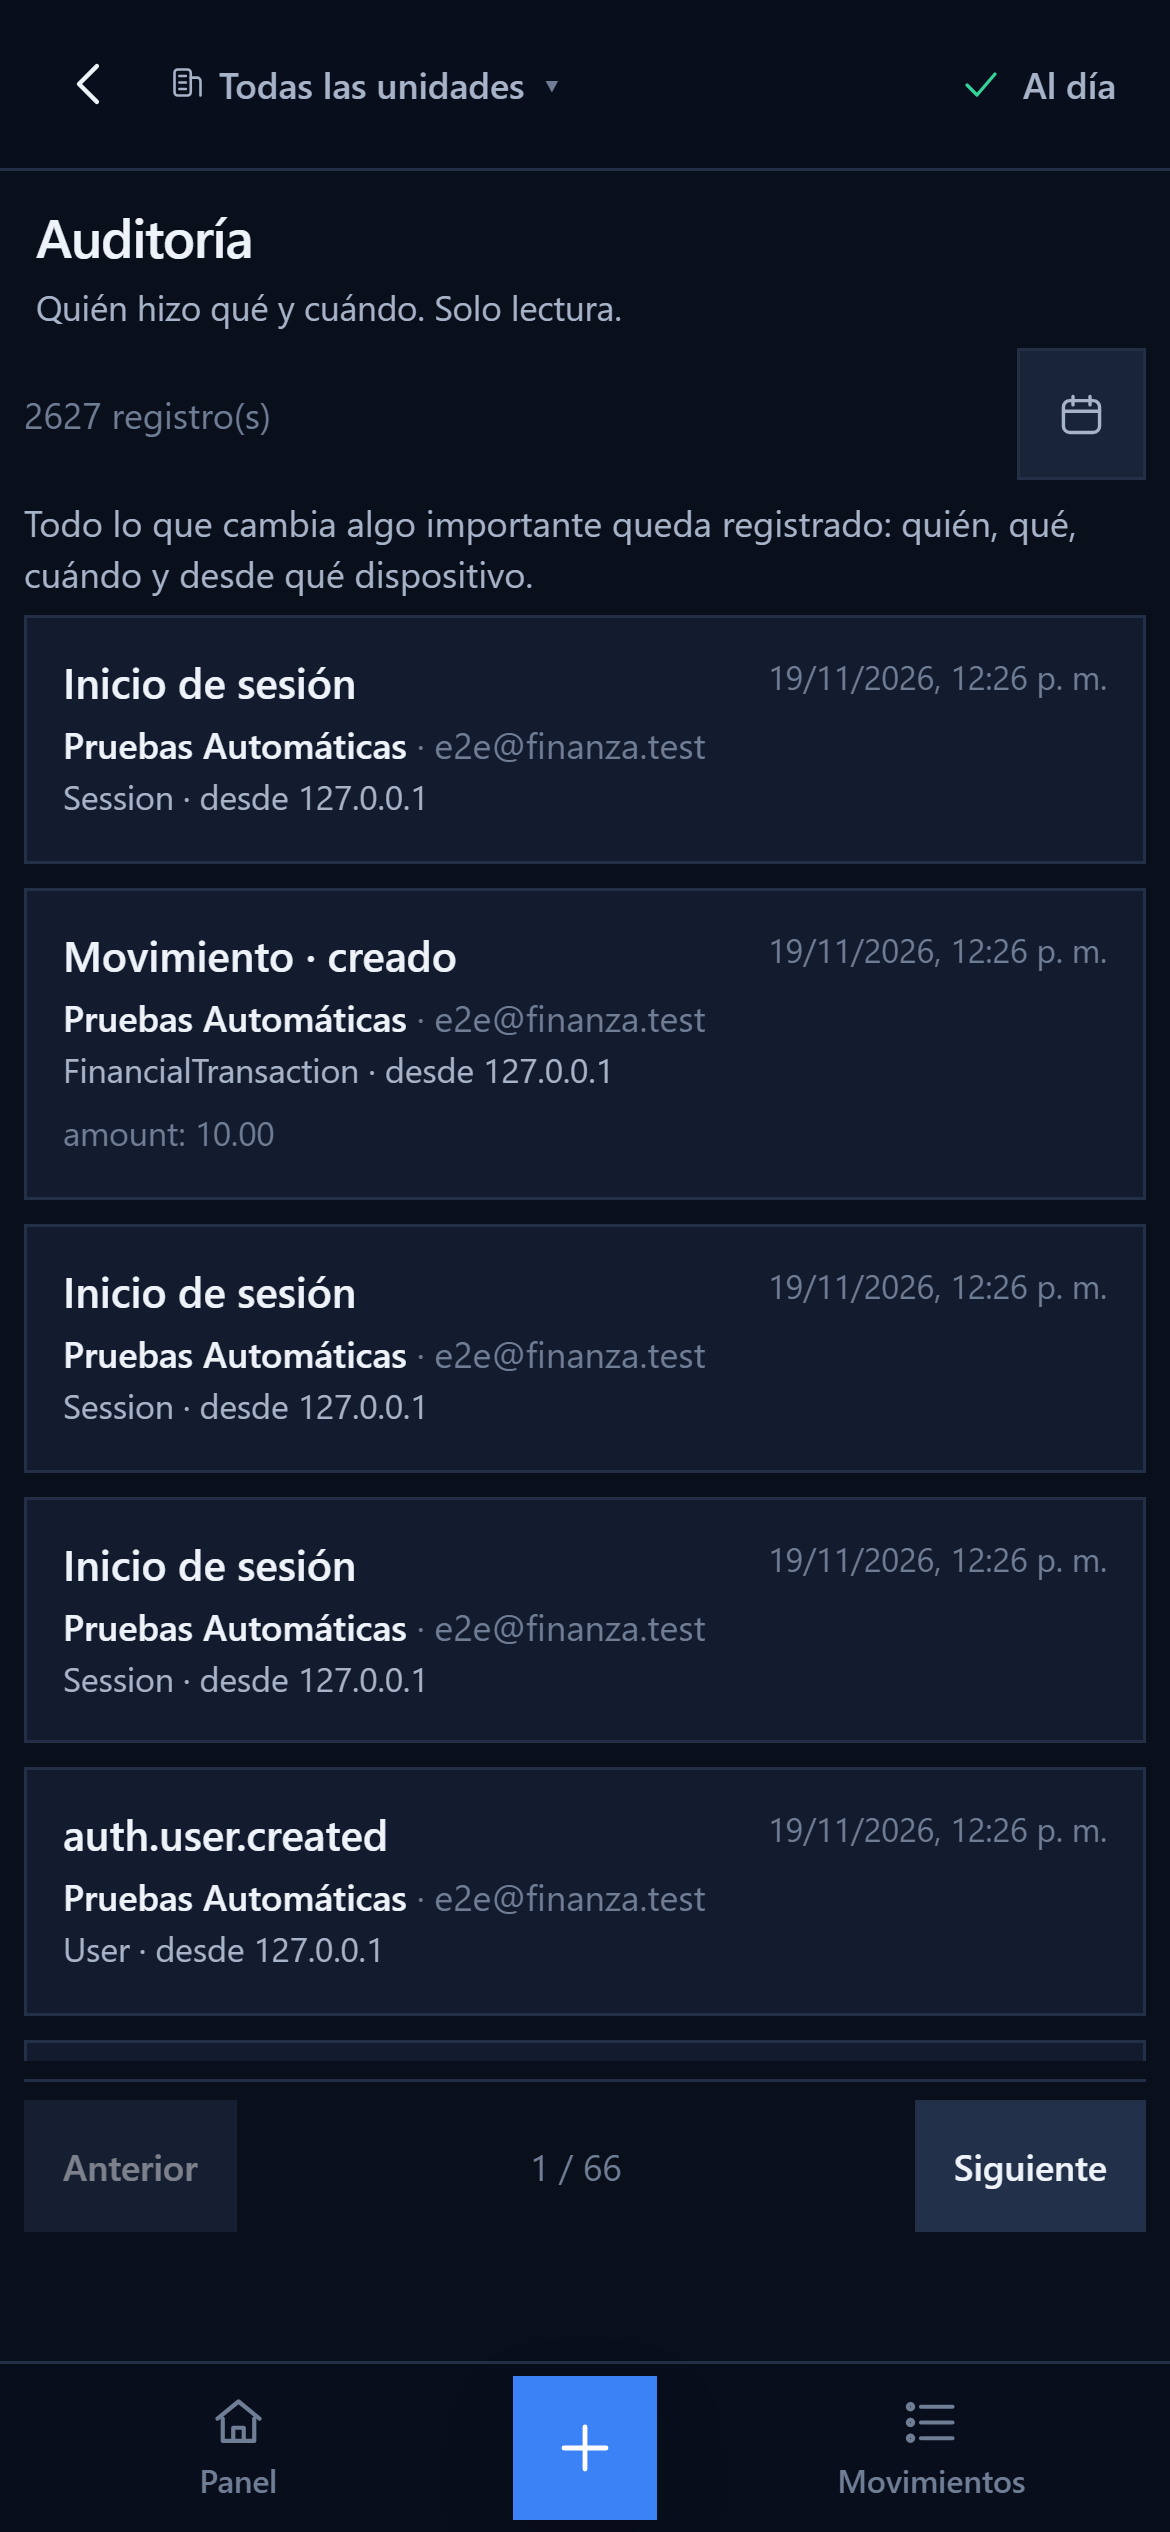 Todas las unidades ▼
Al día
Auditoría
Quién hizo qué y cuándo. Solo lectura.
2627 registro(s)
Todo lo que cambia algo importante queda registrado: quién, qué,
cuándo y desde qué dispositivo.
Inicio de sesión
19/11/2026, 12:26 p. m.
Pruebas Automáticas · e2e@finanza.test
Session · desde 127.0.0.1
Movimiento · creado
19/11/2026, 12:26 p. m.
Pruebas Automáticas · e2e@finanza.test
FinancialTransaction · desde 127.0.0.1
amount: 10.00
Inicio de sesión
19/11/2026, 12:26 p. m.
Pruebas Automáticas · e2e@finanza.test
Session · desde 127.0.0.1
Inicio de sesión
19/11/2026, 12:26 p. m.
Pruebas Automáticas · e2e@finanza.test
Session · desde 127.0.0.1
auth.user.created
19/11/2026, 12:26 p. m.
Pruebas Automáticas · e2e@finanza.test
User · desde 127.0.0.1
Anterior
1 / 66
Siguiente
Panel
Movimientos